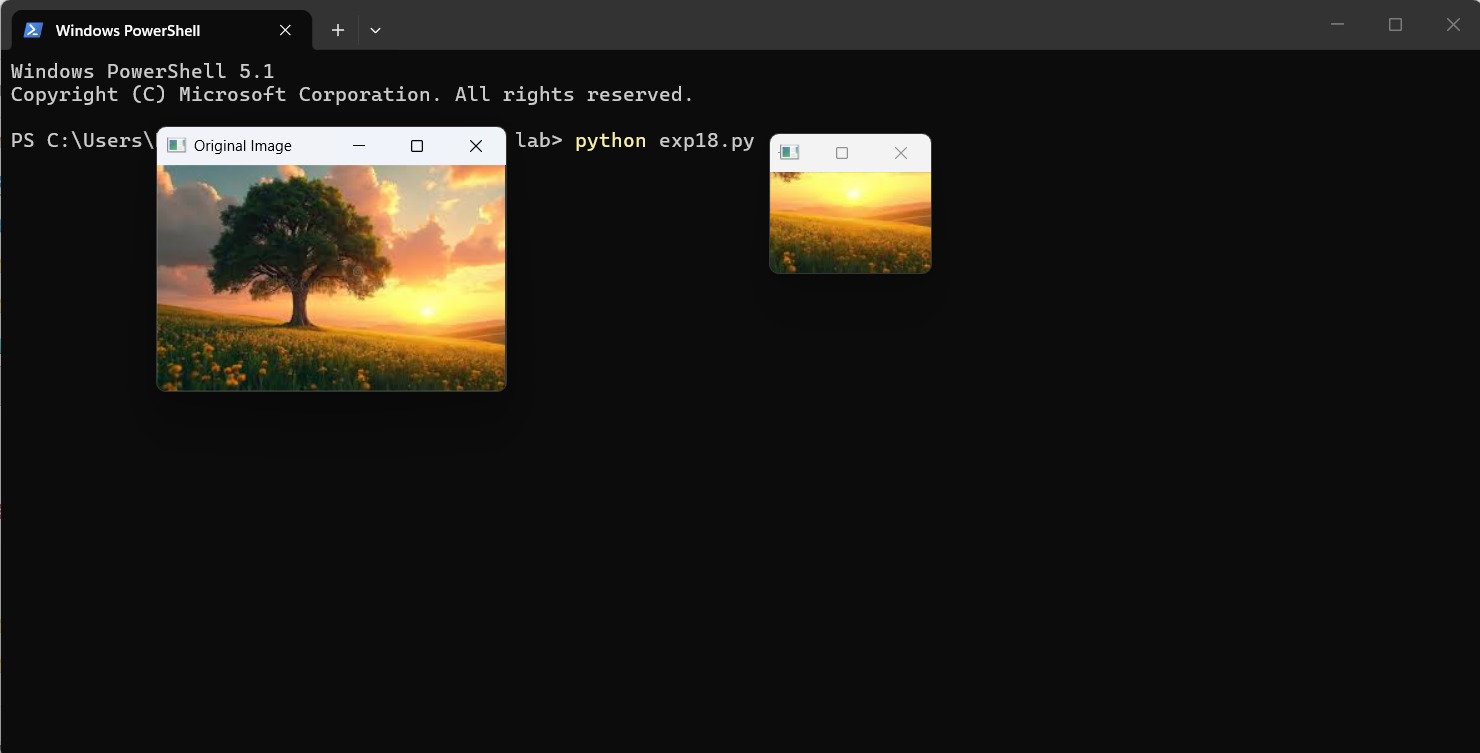 Windows PowerShell
Windows PowerShell 5.1
Copyright (C) Microsoft Corporation. All rights reserved.
PS C:\Users\ lab> python exp18.py
Original Image